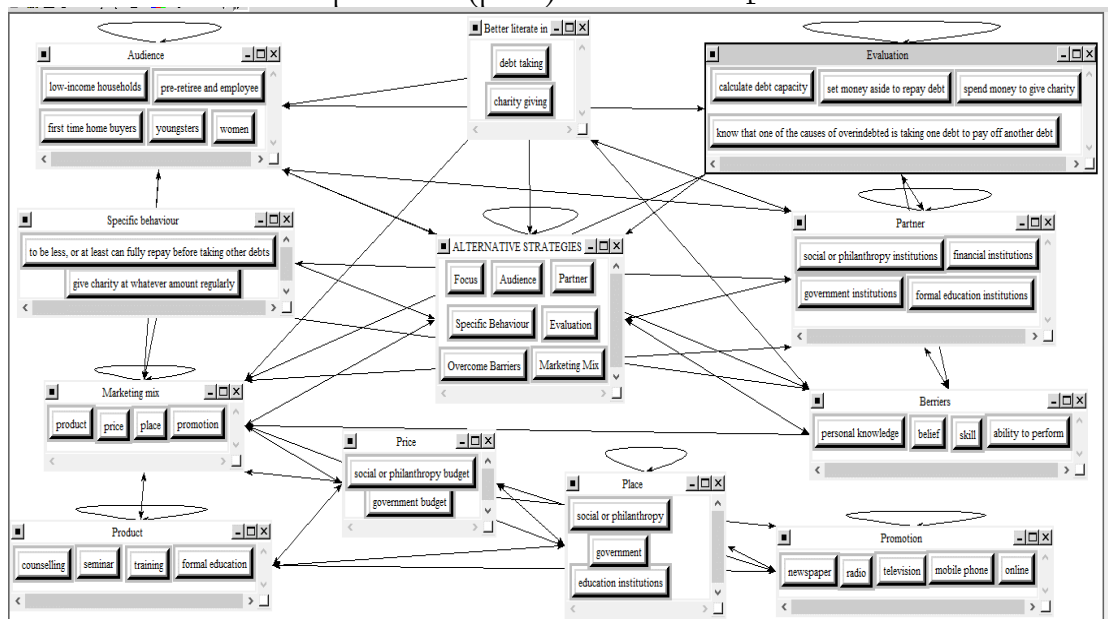 Better literate in
debt taking
charity giving
Audience
low-income households
pre-retiree and employee
first time home buyers
youngsters
women
Evaluation
calculate debt capacity
set money aside to repay debt
spend money to give charity
know that one of the causes of overindebted is taking one debt to pay off another debt
Specific behaviour
to be less, or at least can fully repay before taking other debts
give charity at whatever amount regularly
ALTERNATIVE STRATEGIES
Focus
Audience
Partner
Specific Behaviour
Evaluation
Overcome Barriers
Marketing Mix
Partner
social or philanthropy institutions
financial institutions
government institutions
formal education institutions
Marketing mix
product
price
place
promotion
Berriers
personal knowledge
belief
skill
ability to perform
Price
social or philanthropy budget
government budget
Place
social or philanthropy
government
education institutions
Product
counselling
seminar
training
formal education
Promotion
newspaper
radio
television
mobile phone
online